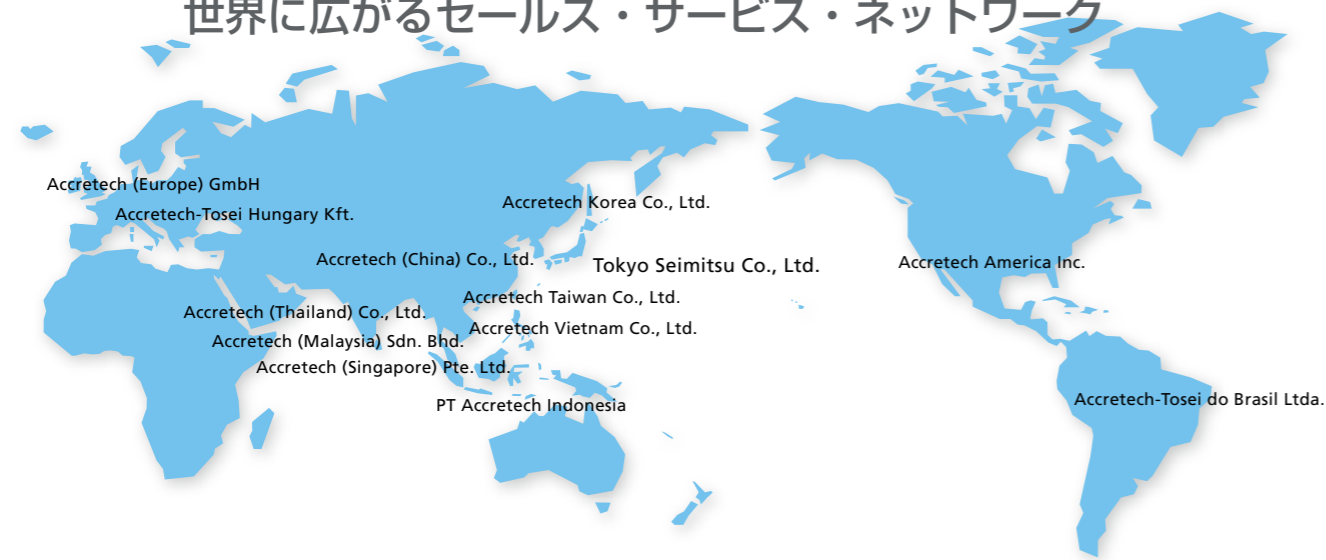 世界に広がるセールス・サービス・ネットワーク
Accretech (Europe) GmbH
Accretech-Tosei Hungary Kft.
Accretech Korea Co., Ltd.
Accretech (China) Co., Ltd.
Tokyo Seimitsu Co., Ltd.
Accretech America Inc.
Accretech Taiwan Co., Ltd.
Accretech (Thailand) Co., Ltd.
Accretech Vietnam Co., Ltd.
Accretech (Malaysia) Sdn. Bhd.
Accretech (Singapore) Pte. Ltd.
PT Accretech Indonesia
Accretech-Tosei do Brasil Ltda.